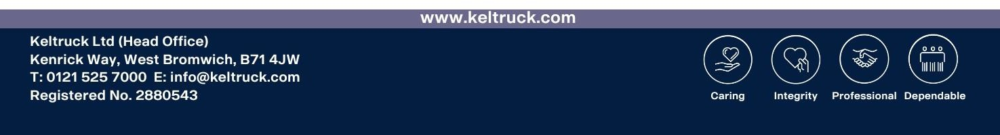 www.keltruck.com
Keltruck Ltd (Head Office)
Kenrick Way, West Bromwich, B71 4JW
T: 0121 525 7000 E: info@keltruck.com
Registered No. 2880543
Caring Integrity Professional Dependable